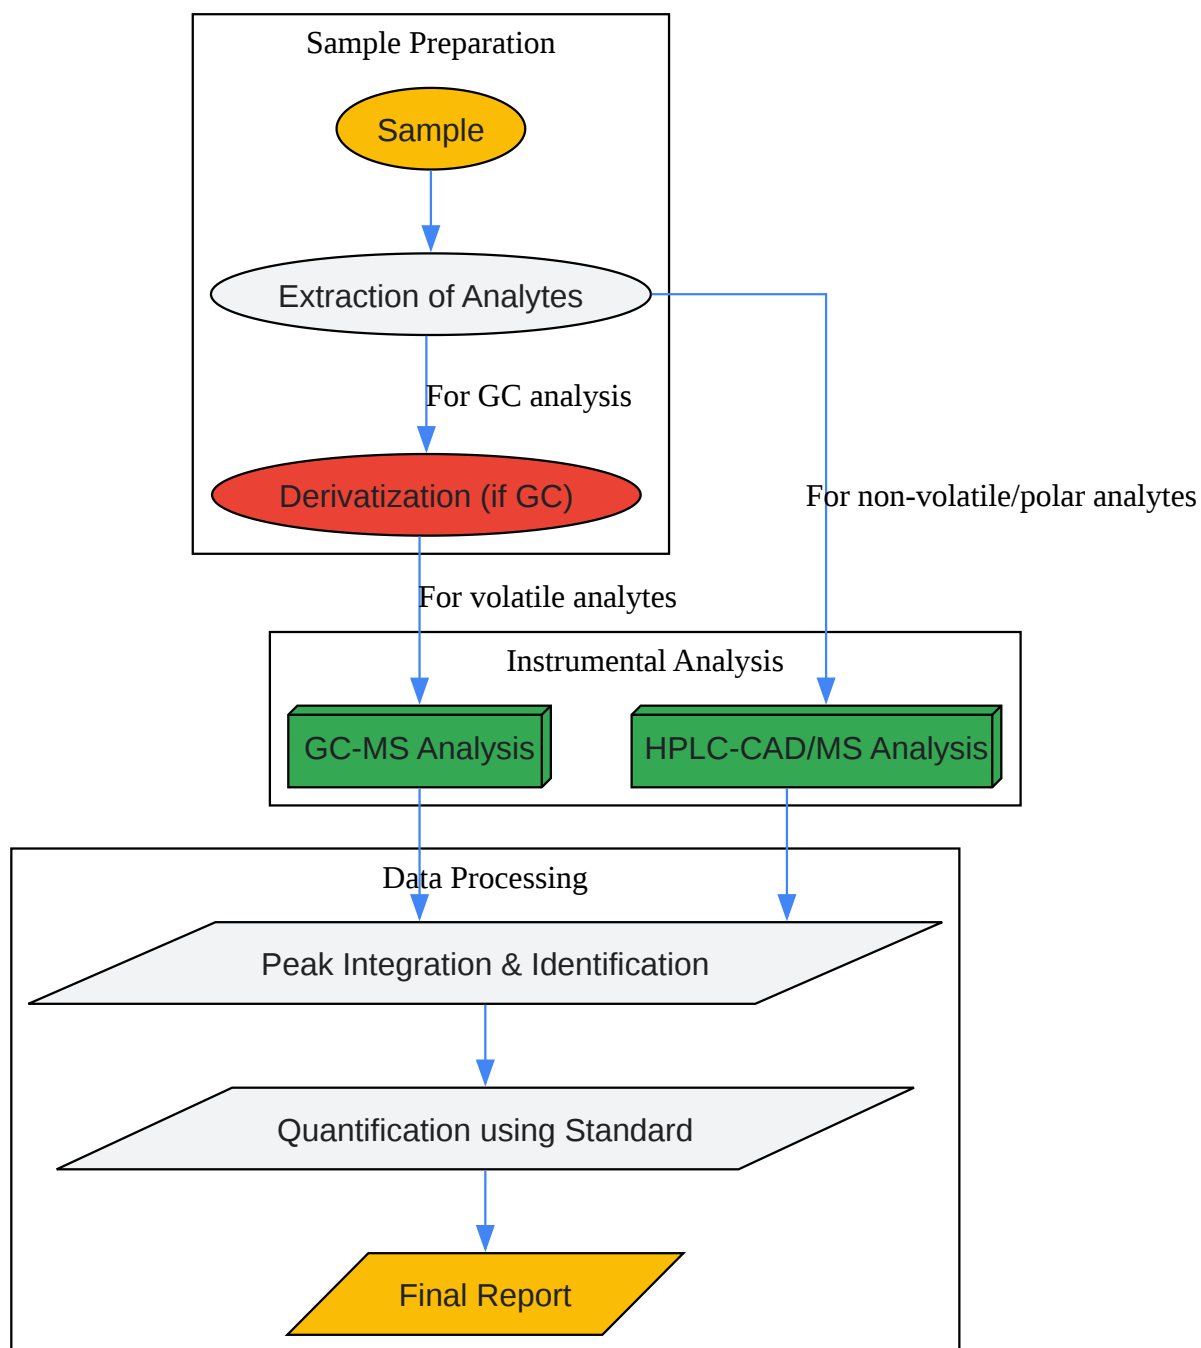 Sample Preparation
Sample
Extraction of Analytes
For GC analysis
Derivatization (if GC)
For non-volatile/polar analytes
For volatile analytes
Instrumental Analysis
GC-MS Analysis
HPLC-CAD/MS Analysis
Data Processing
Peak Integration & Identification
Quantification using Standard
Final Report